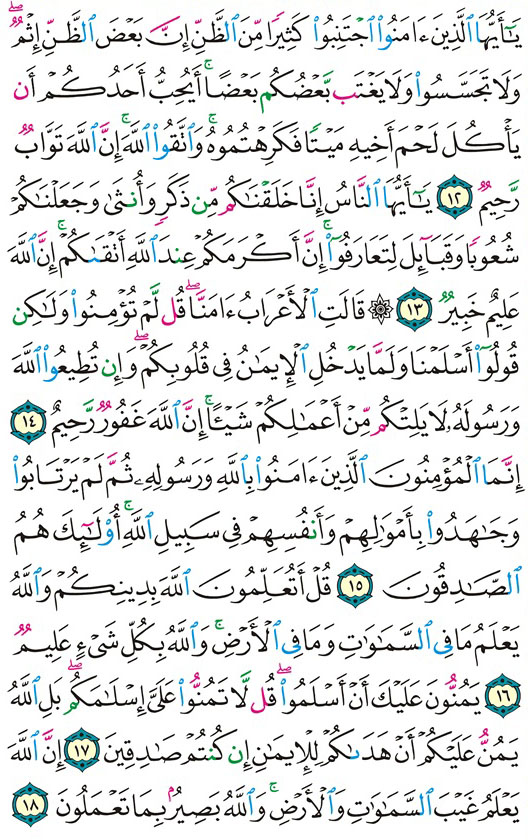 يَـٰٓأَيُّهَا ٱلَّذِينَ ءَامَنُوا۟ ٱجْتَنِبُوا۟ كَثِيرًا مِّنَ ٱلظَّنِّ إِنَّ بَعْضَ ٱلظَّنِّ إِثْمٌ ۖ
وَلَا تَجَسَّسُوا۟ وَلَا يَغْتَب بَّعْضُكُم بَعْضًا ۚ أَيُحِبُّ أَحَدُكُمْ أَن
يَأْكُلَ لَحْمَ أَخِيهِ مَيْتًا فَكَرِهْتُمُوهُ ۚ وَٱتَّقُوا۟ ٱللَّهَ ۚ إِنَّ ٱللَّهَ تَوَّابٌ
رَّحِيمٌ ١٢ يَـٰٓأَيُّهَا ٱلنَّاسُ إِنَّا خَلَقْنَـٰكُم مِّن ذَكَرٍ وَأُنثَىٰ وَجَعَلْنَـٰكُمْ
شُعُوبًا وَقَبَآئِلَ لِتَعَارَفُوٓا۟ ۚ إِنَّ أَكْرَمَكُمْ عِندَ ٱللَّهِ أَتْقَىٰكُمْ ۚ إِنَّ ٱللَّهَ
عَلِيمٌ خَبِيرٌ ١٣ ۞ قَالَتِ ٱلْأَعْرَابُ ءَامَنَّا ۖ قُل لَّمْ تُؤْمِنُوا۟ وَلَـٰكِن
قُولُوٓا۟ أَسْلَمْنَا وَلَمَّا يَدْخُلِ ٱلْإِيمَـٰنُ فِى قُلُوبِكُمْ ۖ وَإِن تُطِيعُوا۟ ٱللَّهَ
وَرَسُولَهُۥ لَا يَلِتْكُم مِّنْ أَعْمَـٰلِكُمْ شَيْـًٔا ۚ إِنَّ ٱللَّهَ غَفُورٌ رَّحِيمٌ ١٤
إِنَّمَا ٱلْمُؤْمِنُونَ ٱلَّذِينَ ءَامَنُوا۟ بِٱللَّهِ وَرَسُولِهِۦ ثُمَّ لَمْ يَرْتَابُوا۟
وَجَـٰهَدُوا۟ بِأَمْوَٰلِهِمْ وَأَنفُسِهِمْ فِى سَبِيلِ ٱللَّهِ ۚ أُو۟لَـٰٓئِكَ هُمُ
ٱلصَّـٰدِقُونَ ١٥ قُلْ أَتُعَلِّمُونَ ٱللَّهَ بِدِينِكُمْ وَٱللَّهُ
يَعْلَمُ مَا فِى ٱلسَّمَـٰوَٰتِ وَمَا فِى ٱلْأَرْضِ ۚ وَٱللَّهُ بِكُلِّ شَىْءٍ عَلِيمٌ
١٦ يَمُنُّونَ عَلَيْكَ أَنْ أَسْلَمُوا۟ ۖ قُل لَّا تَمُنُّوا۟ عَلَىَّ إِسْلَـٰمَكُم ۖ بَلِ ٱللَّهُ
يَمُنُّ عَلَيْكُمْ أَنْ هَدَىٰكُمْ لِلْإِيمَـٰنِ إِن كُنتُمْ صَـٰدِقِينَ ١٧ إِنَّ ٱللَّهَ
يَعْلَمُ غَيْبَ ٱلسَّمَـٰوَٰتِ وَٱلْأَرْضِ ۚ وَٱللَّهُ بَصِيرٌۢ بِمَا تَعْمَلُونَ ١٨